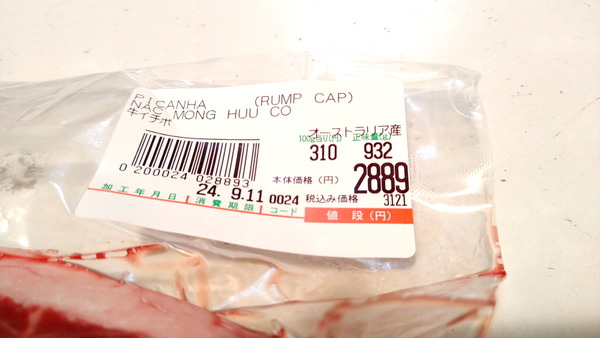 PICANHA (RUMP CAP)
NAC MONG HUU CO
牛イチボ
オーストラリア産
100g当り(円) 正味量(g)
310 932
0 200024 028893
本体価格(円) 2889
加工年月日 24. 9.11 消費期限 0024 コード
税込み価格 3121
値段(円)